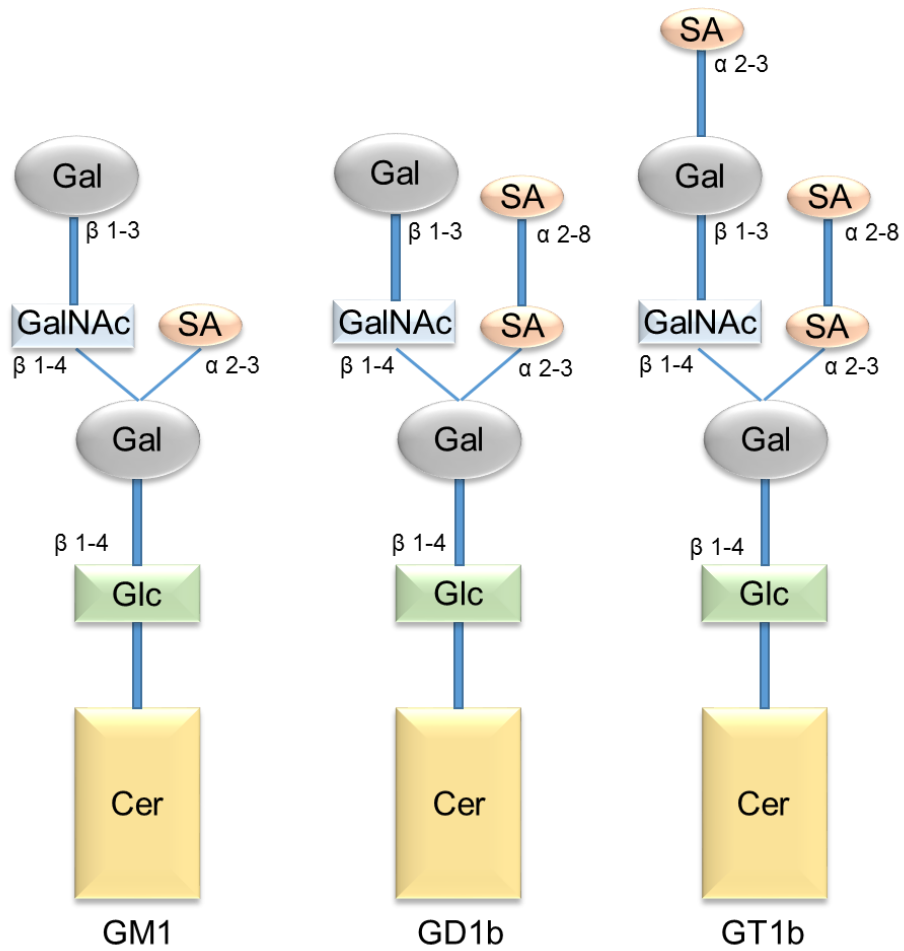 SA
α 2-3
Gal
β 1-3
GalNAc
SA
β 1-4
α 2-3
Gal
β 1-4
Glc
Cer
GM1
Gal
SA
β 1-3
α 2-8
GalNAc
SA
β 1-4
α 2-3
Gal
β 1-4
Glc
Cer
GD1b
Gal
SA
β 1-3
α 2-8
GalNAc
SA
β 1-4
α 2-3
Gal
β 1-4
Glc
Cer
GT1b